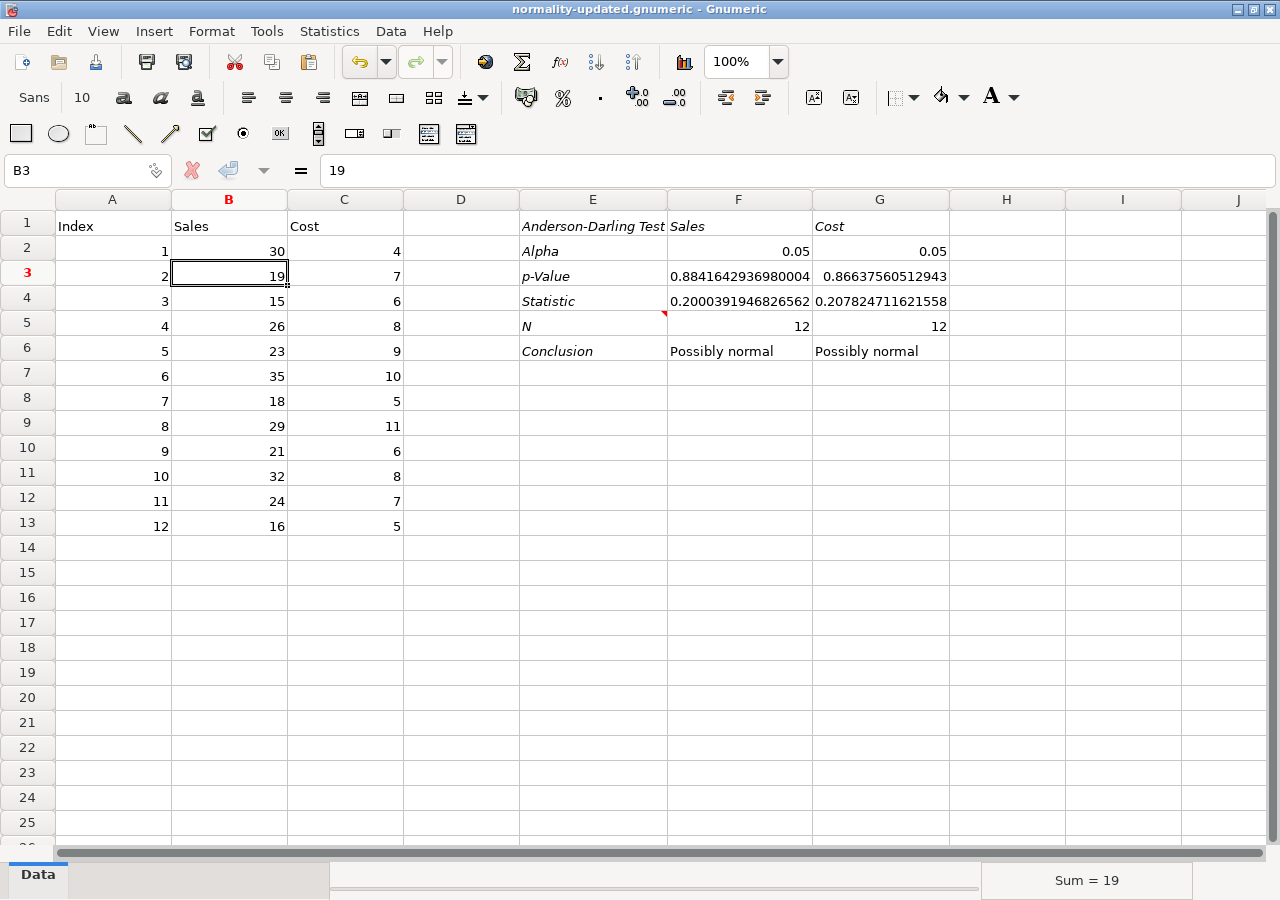 normality-updated.gnumeric - Gnumeric
File Edit View Insert Format Tools Statistics Data Help
f(x) 100%
Sans 10 a a a % +0 .00 .00 -.0 A A A
OK
B3 = 19
A B C D E F G H I J
1 Index Sales Cost Anderson-Darling Test Sales Cost
2 1 30 4 Alpha 0.05 0.05
3 2 19 7 p-Value 0.8841642936980004 0.86637560512943
4 3 15 6 Statistic 0.2000391946826562 0.207824711621558
5 4 26 8 N 12 12
6 5 23 9 Conclusion Possibly normal Possibly normal
7 6 35 10
8 7 18 5
9 8 29 11
10 9 21 6
11 10 32 8
12 11 24 7
13 12 16 5
14
15
16
17
18
19
20
21
22
23
24
25
Data Sum = 19